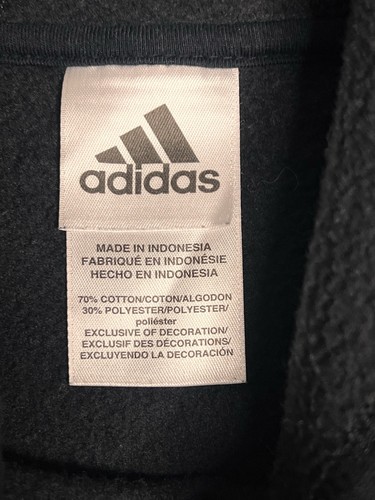 adidas
MADE IN INDONESIA
FABRIQUÉ EN INDONÉSIE
HECHO EN INDONESIA
70% COTTON/COTON/ALGODON
30% POLYESTER/POLYESTER/
poliéster
EXCLUSIVE OF DECORATION/
EXCLUSIF DES DÉCORATIONS/
EXCLUYENDO LA DECORACIÓN